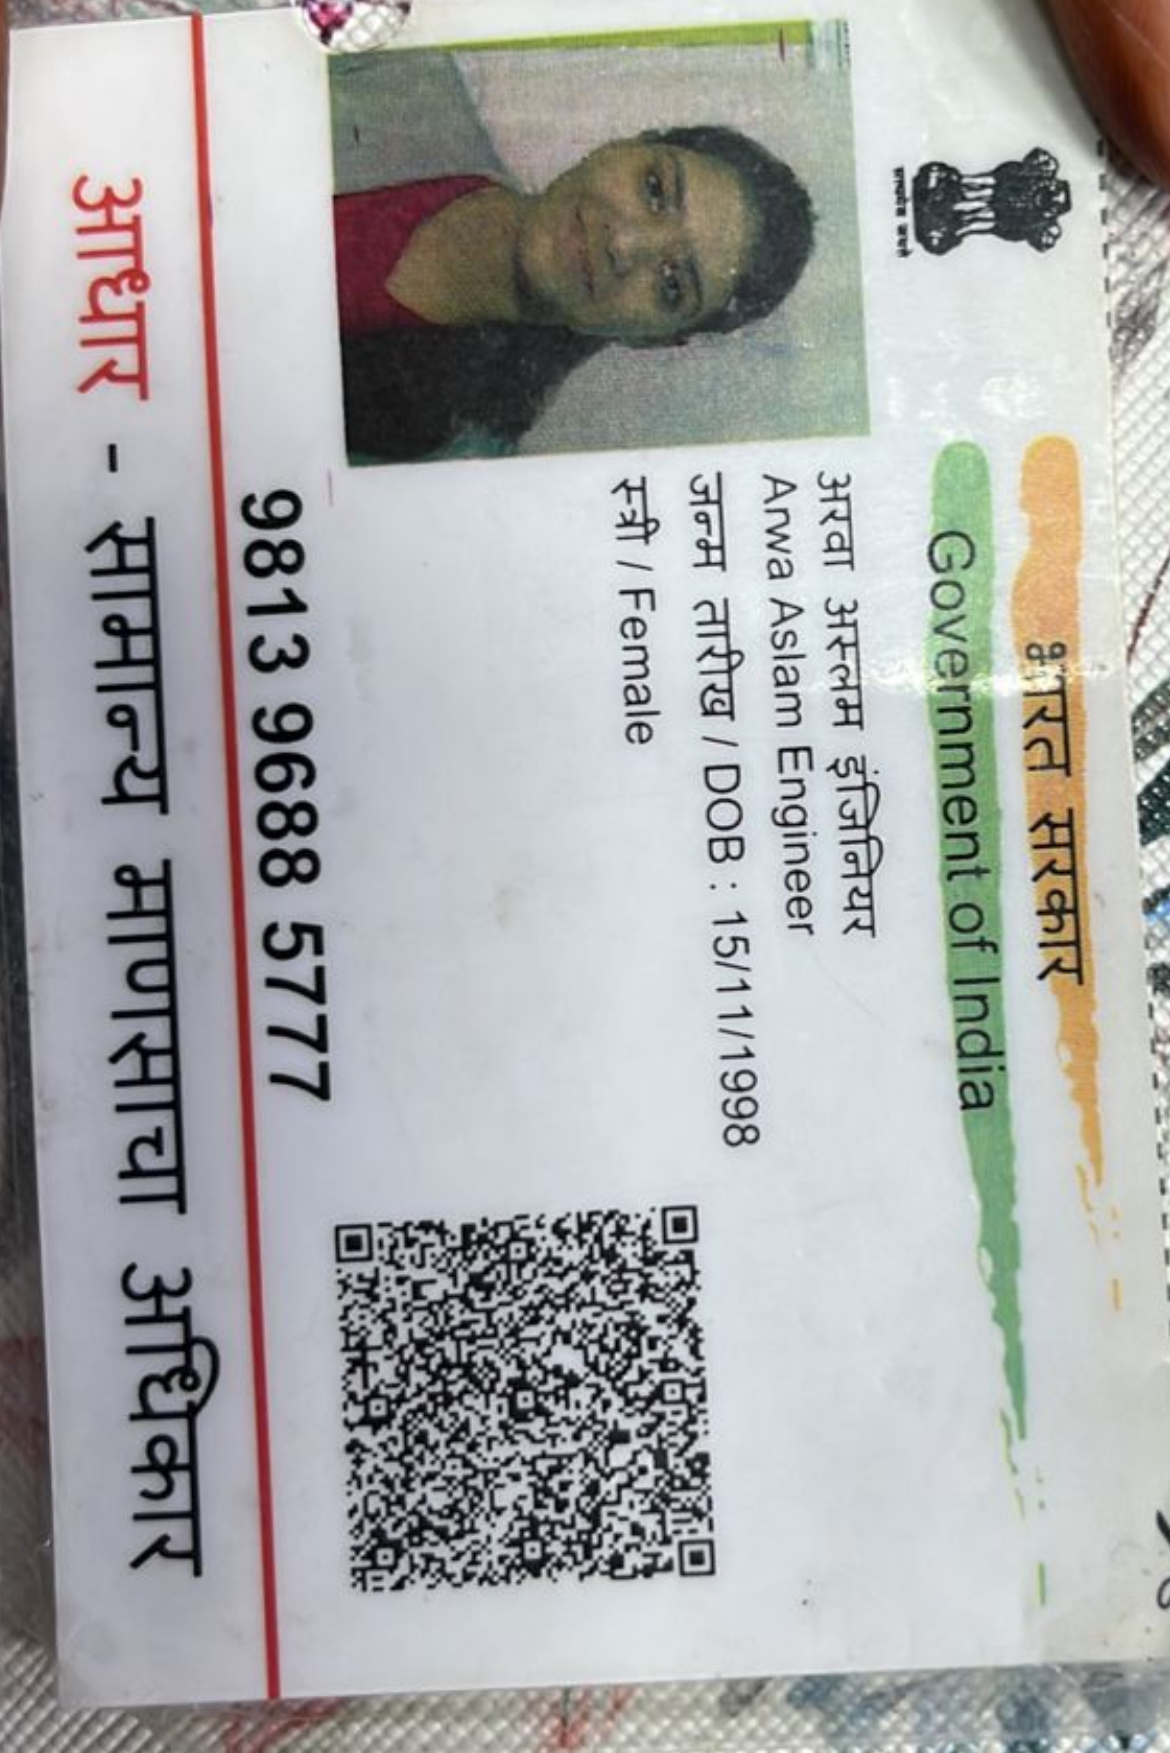 भारत सरकार
Government of India
अरवा अस्लम इंजिनियर
Arwa Aslam Engineer
जन्म तारीख / DOB : 15/11/1998
स्त्री / Female
9813 9688 5777
आधार - सामान्य माणसाचा अधिकार